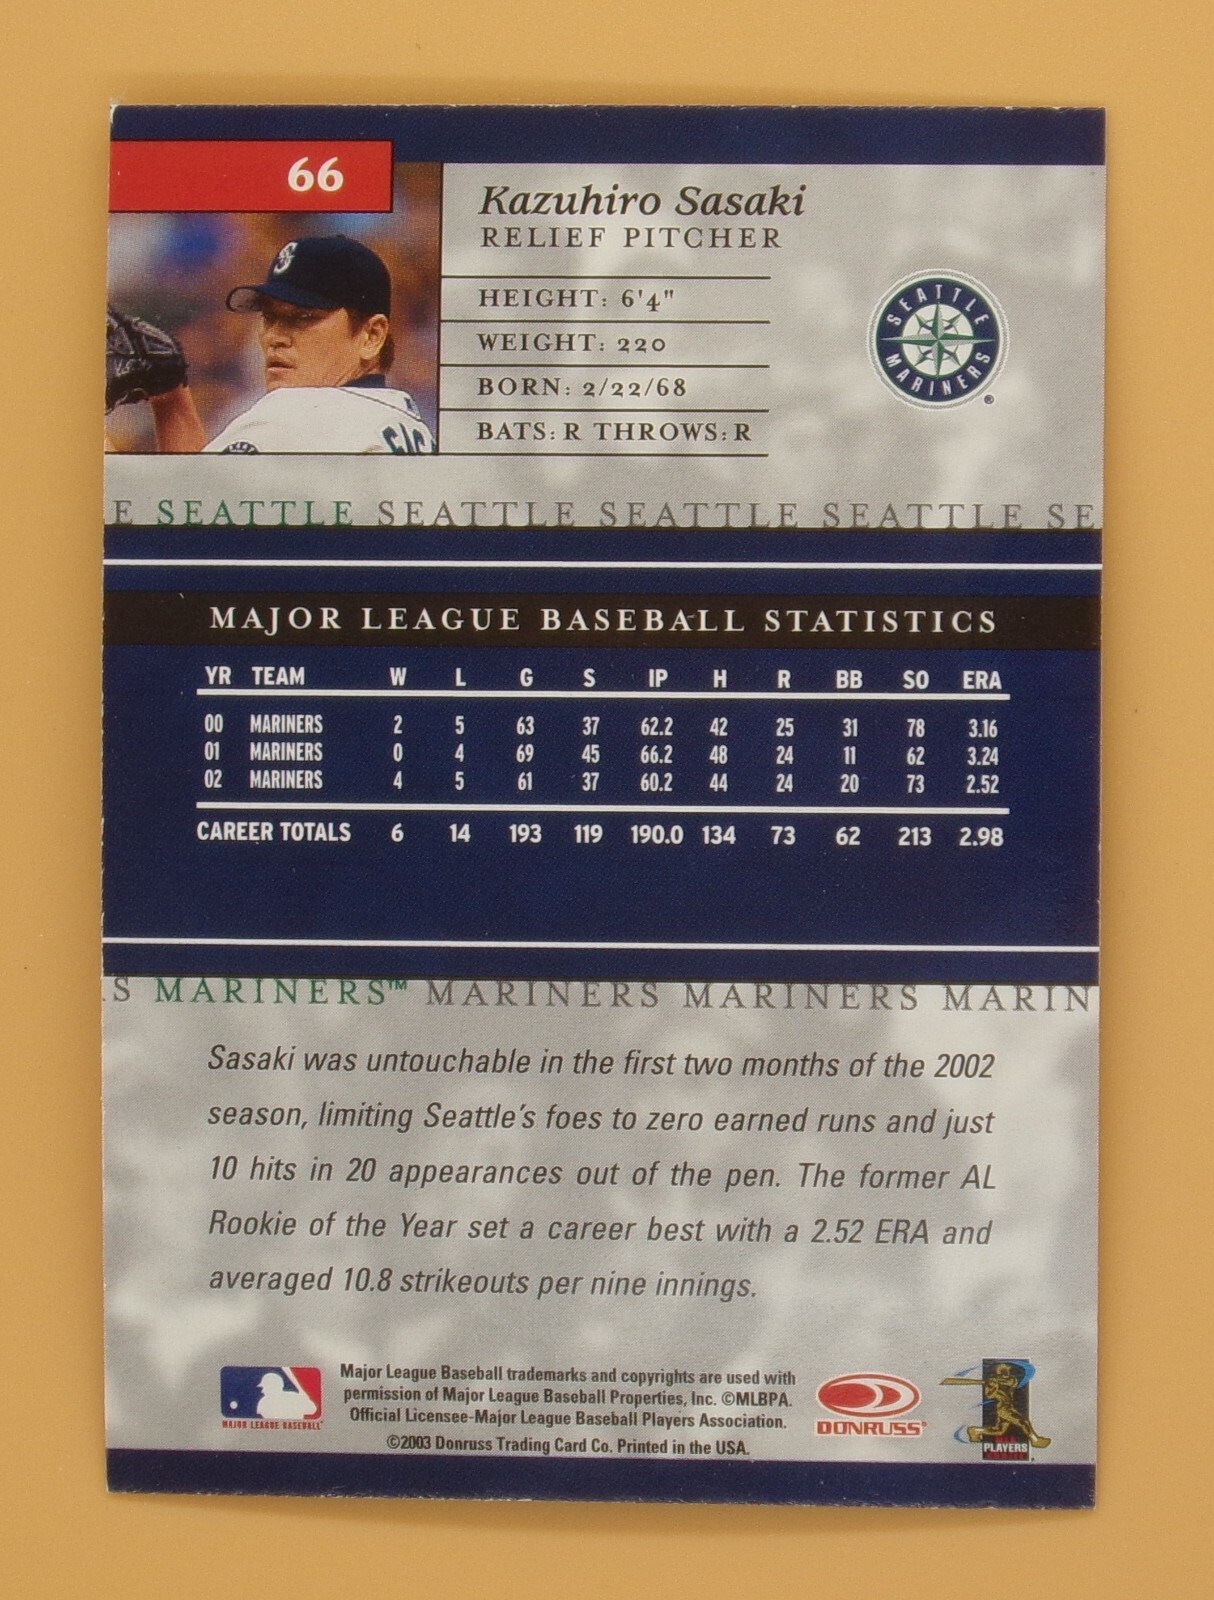 66
Kazuhiro Sasaki
RELIEF PITCHER
HEIGHT: 6'4"
WEIGHT: 220
BORN: 2/22/68
BATS: R THROWS: R
SEATTLE MARINERS ®
E SEATTLE SEATTLE SEATTLE SEATTLE SE
MAJOR LEAGUE BASEBALL STATISTICS
YR TEAM W L G S IP H R BB SO ERA
00 MARINERS 2 5 63 37 62.2 42 25 31 78 3.16
01 MARINERS 0 4 69 45 66.2 48 24 11 62 3.24
02 MARINERS 4 5 61 37 60.2 44 24 20 73 2.52
CAREER TOTALS 6 14 193 119 190.0 134 73 62 213 2.98
S MARINERS™ MARINERS MARINERS MARIN
Sasaki was untouchable in the first two months of the 2002
season, limiting Seattle's foes to zero earned runs and just
10 hits in 20 appearances out of the pen. The former AL
Rookie of the Year set a career best with a 2.52 ERA and
averaged 10.8 strikeouts per nine innings.
MAJOR LEAGUE BASEBALL
Major League Baseball trademarks and copyrights are used with
permission of Major League Baseball Properties, Inc. ©MLBPA.
Official Licensee-Major League Baseball Players Association.
©2003 Donruss Trading Card Co. Printed in the USA.
DONRUSS®
PLAYERS